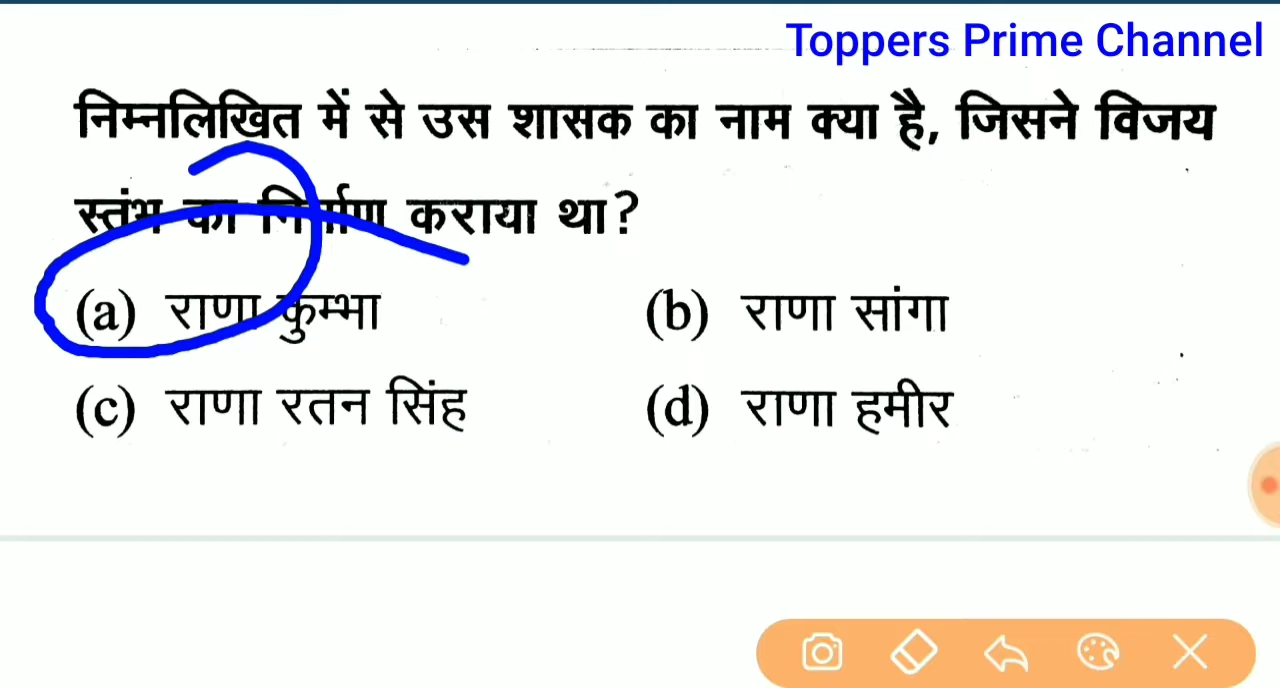 Toppers Prime Channel
निम्नलिखित में से उस शासक का नाम क्या है, जिसने विजय
स्तंभ का निर्माण कराया था?
(a) राणा कुम्भा
(b) राणा सांगा
(c) राणा रतन सिंह
(d) राणा हमीर